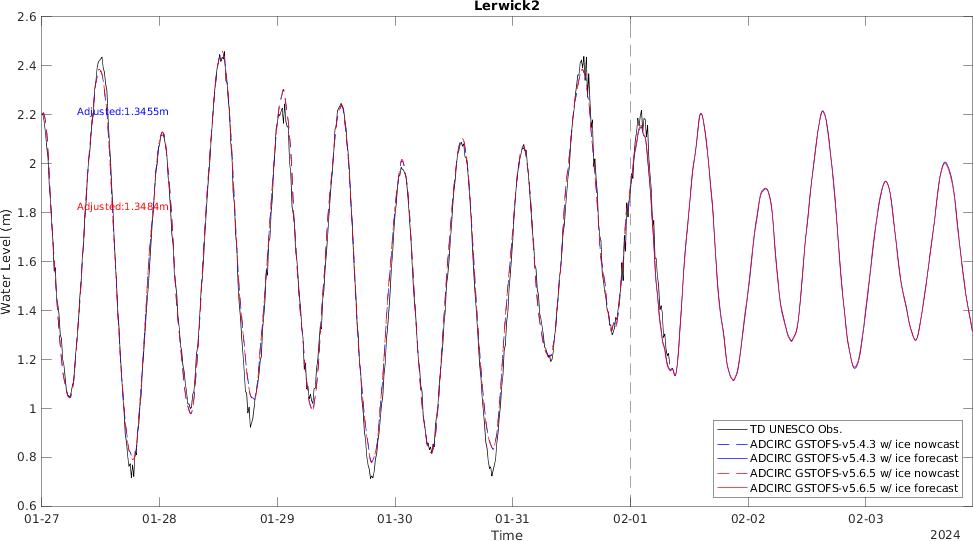 Lerwick2
2.6
2.4
2.2
2
1.8
1.6
1.4
1.2
1
0.8
0.6
Water Level (m)
Adjusted:1.3455m
Adjusted:1.3484m
TD UNESCO Obs.
ADCIRC GSTOFS-v5.4.3 w/ ice nowcast
ADCIRC GSTOFS-v5.4.3 w/ ice forecast
ADCIRC GSTOFS-v5.6.5 w/ ice nowcast
ADCIRC GSTOFS-v5.6.5 w/ ice forecast
01-27 01-28 01-29 01-30 01-31 02-01 02-02 02-03
Time
2024